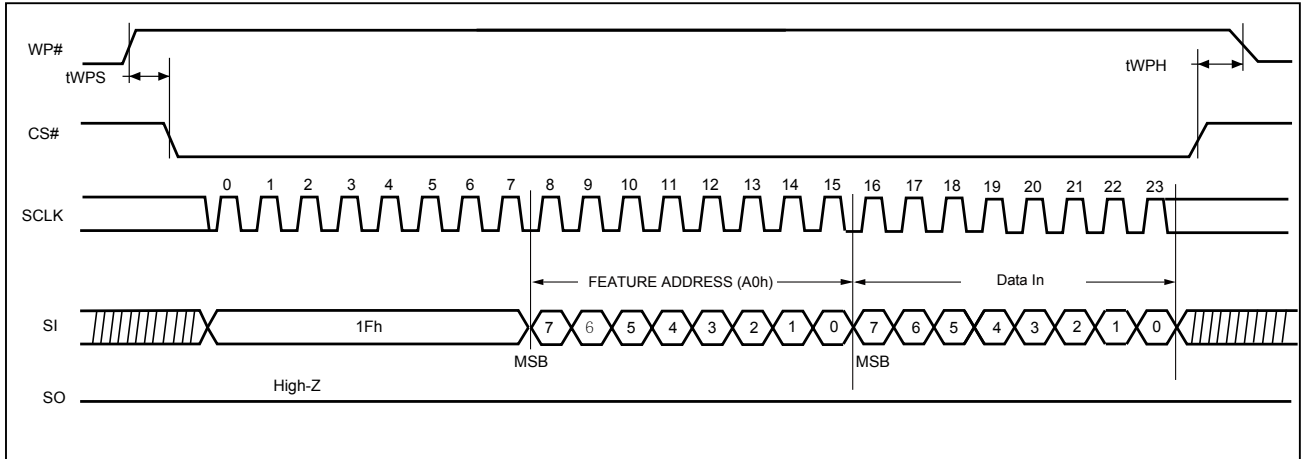 WP#
tWPS
tWPH
CS#
0 1 2 3 4 5 6 7 8 9 10 11 12 13 14 15 16 17 18 19 20 21 22 23
SCLK
FEATURE ADDRESS (A0h)
Data In
SI
1Fh
7 6 5 4 3 2 1 0 7 6 5 4 3 2 1 0
MSB
MSB
High-Z
SO